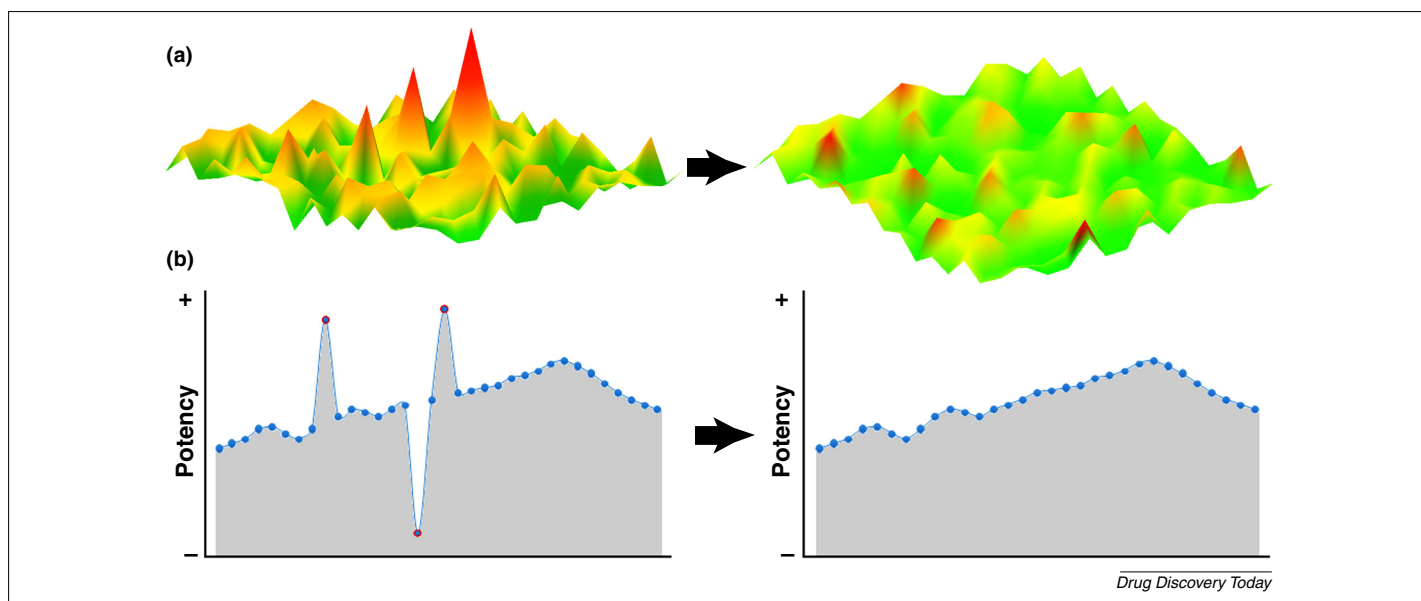 (a)
(b)
+
Potency
–
+
Potency
–
Drug Discovery Today